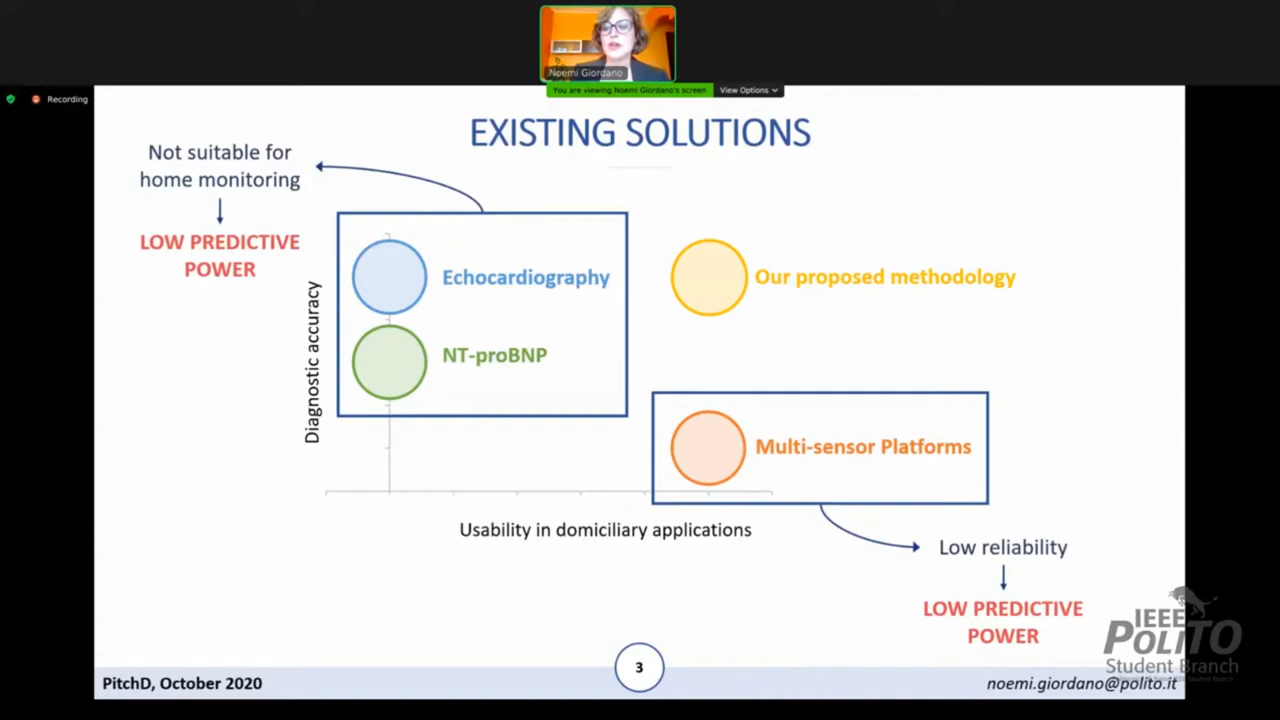 Noemi Giordano
You are viewing Noemi Giordano's screen
View Options
Recording
EXISTING SOLUTIONS
Not suitable for
home monitoring
LOW PREDICTIVE
POWER
Diagnostic accuracy
Echocardiography
NT-proBNP
Our proposed methodology
Multi-sensor Platforms
Usability in domiciliary applications
Low reliability
LOW PREDICTIVE
POWER
IEEE
POLITO
Student Branch
3
PitchD, October 2020
noemi.giordano@polito.it